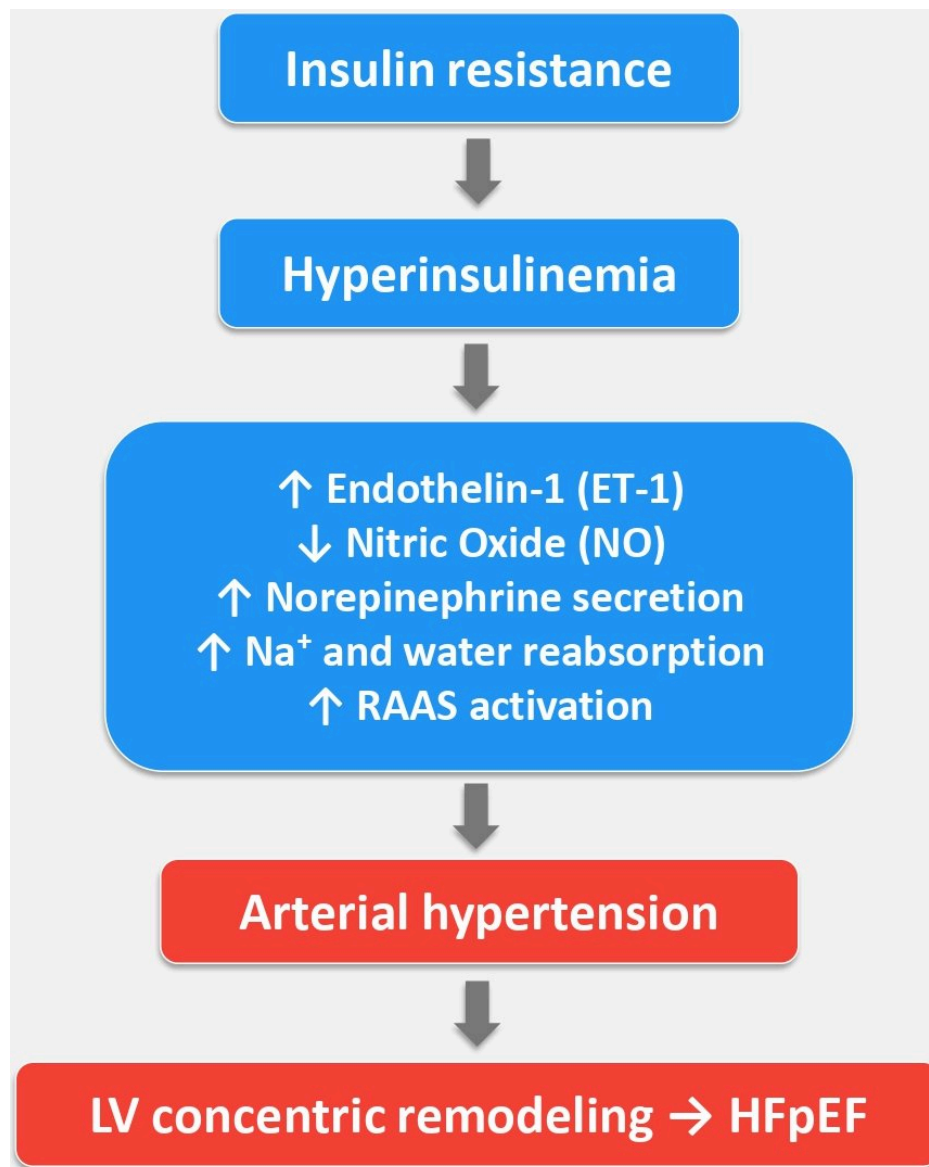 Insulin resistance
Hyperinsulinemia
↑ Endothelin-1 (ET-1)
↓ Nitric Oxide (NO)
↑ Norepinephrine secretion
↑ Na⁺ and water reabsorption
↑ RAAS activation
Arterial hypertension
LV concentric remodeling → HFpEF